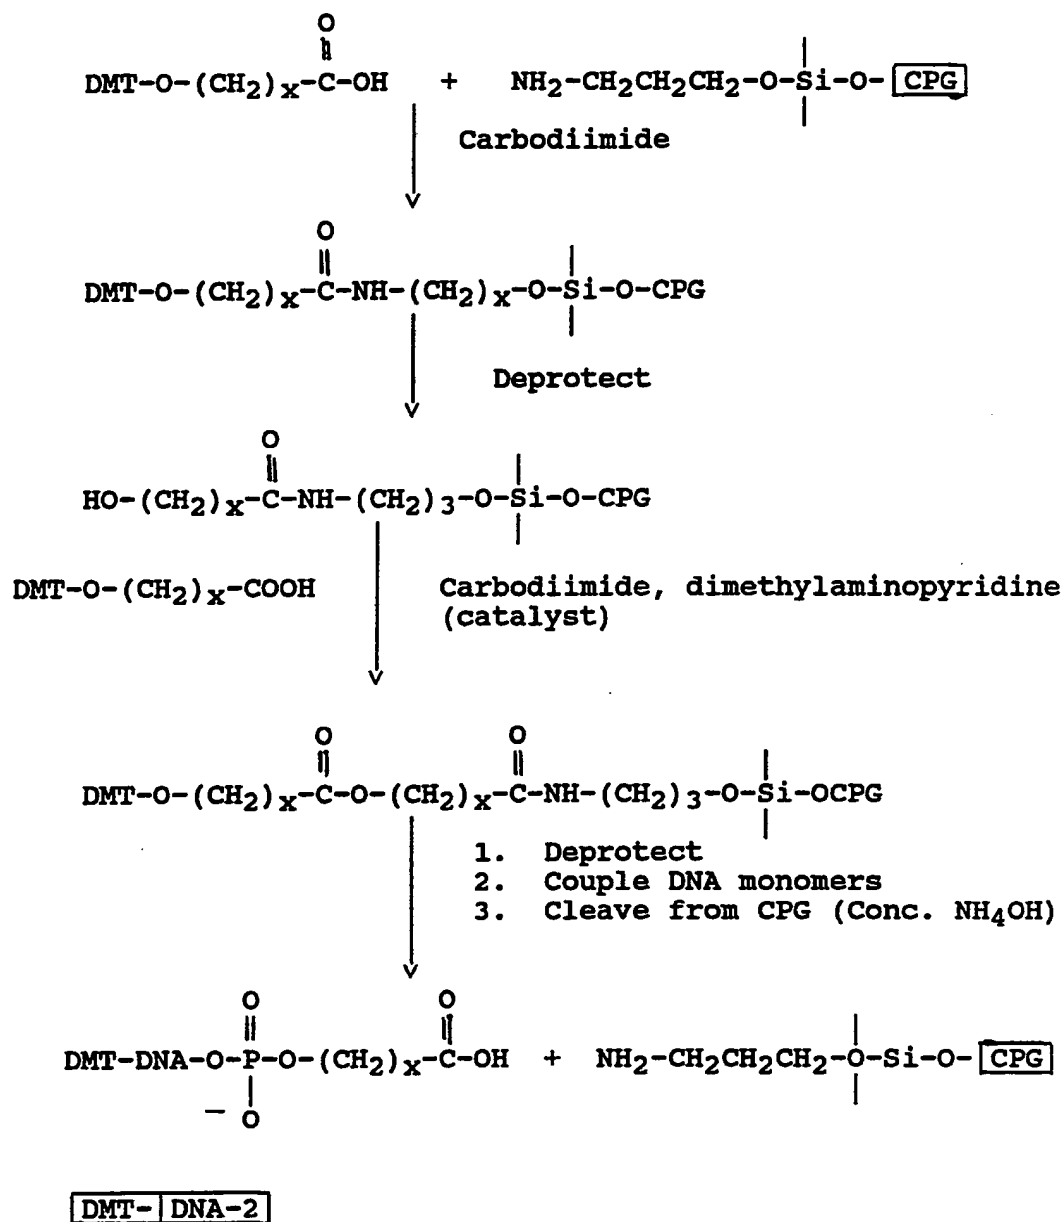 O
DMT-O-(CH2)x-C-OH + NH2-CH2CH2CH2-O-Si-O-CPG
Carbodiimide
O
DMT-O-(CH2)x-C-NH-(CH2)x-O-Si-O-CPG
Deprotect
O
HO-(CH2)x-C-NH-(CH2)3-O-Si-O-CPG
DMT-O-(CH2)x-COOH Carbodiimide, dimethylaminopyridine
(catalyst)
O O
DMT-O-(CH2)x-C-O-(CH2)x-C-NH-(CH2)3-O-Si-OCPG
1. Deprotect
2. Couple DNA monomers
3. Cleave from CPG (Conc. NH4OH)
O O
DMT-DNA-O-P-O-(CH2)x-C-OH + NH2-CH2CH2CH2-O-Si-O-CPG
- O
DMT- DNA-2